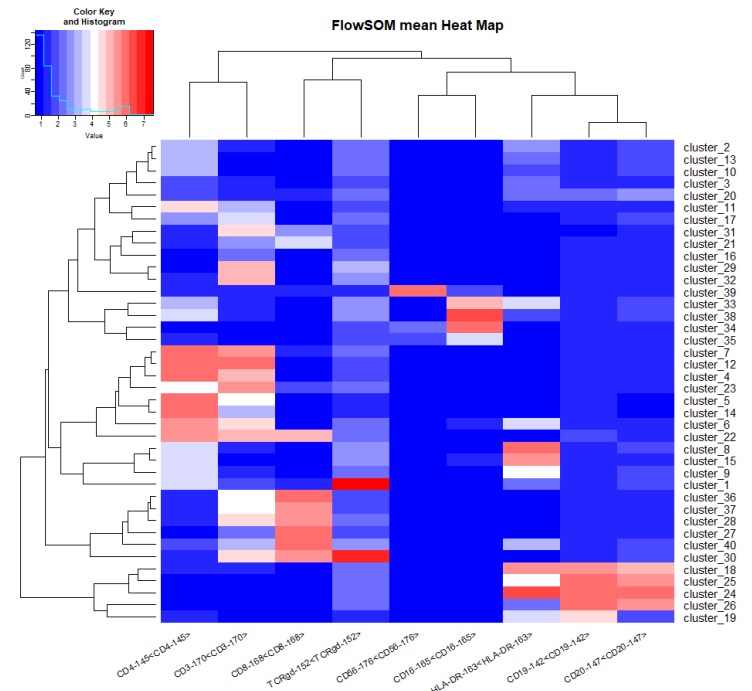 Color Key
and Histogram
FlowSOM mean Heat Map
Count
0 40 80 120
1 2 3 4 5 6 7
Value
cluster_2
cluster_13
cluster_10
cluster_3
cluster_20
cluster_11
cluster_17
cluster_31
cluster_21
cluster_16
cluster_29
cluster_32
cluster_39
cluster_33
cluster_38
cluster_34
cluster_35
cluster_7
cluster_12
cluster_4
cluster_23
cluster_5
cluster_14
cluster_6
cluster_22
cluster_8
cluster_15
cluster_9
cluster_1
cluster_36
cluster_37
cluster_28
cluster_27
cluster_40
cluster_30
cluster_18
cluster_25
cluster_24
cluster_26
cluster_19
CD4-145<CD4-145>
CD3-170<CD3-170>
CD8-168<CD8-168>
TCRgd-152<TCRgd-152>
CD56-176<CD56-176>
CD16-165<CD16-165>
HLA-DR-163<HLA-DR-163>
CD19-142<CD19-142>
CD20-147<CD20-147>